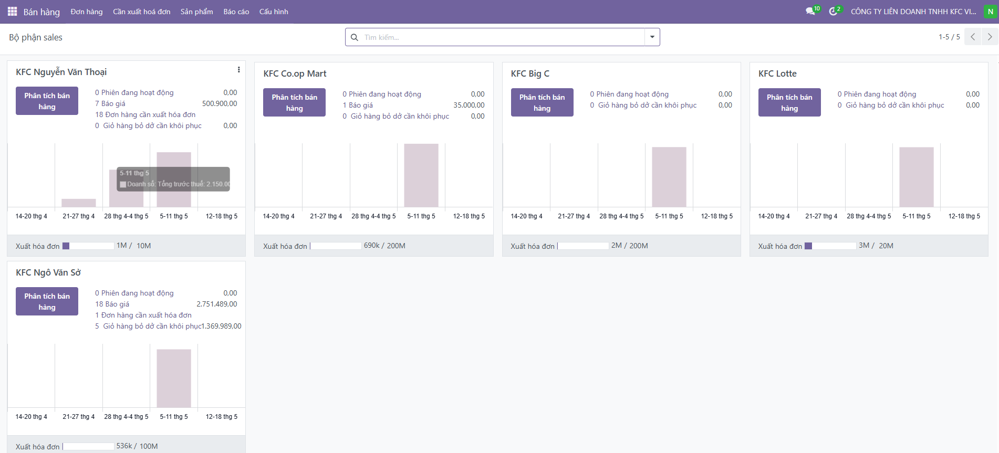 Bán hàng Đơn hàng Cần xuất hoá đơn Sản phẩm Báo cáo Cấu hình 10 2 CÔNG TY LIÊN DOANH TNHH KFC VI... N
Bộ phận sales Tìm kiếm... 1-5 / 5
KFC Nguyễn Văn Thoại
Phân tích bán hàng
0 Phiên đang hoạt động 0,00
7 Báo giá 500.900,00
18 Đơn hàng cần xuất hóa đơn
0 Giỏ hàng bỏ dở cần khôi phục 0,00
5-11 thg 5
Doanh số: Tổng trước thuế: 2.150.00
14-20 thg 4 21-27 thg 4 28 thg 4-4 thg 5 5-11 thg 5 12-18 thg 5
Xuất hóa đơn 1M / 10M
KFC Co.op Mart
Phân tích bán hàng
0 Phiên đang hoạt động 0,00
1 Báo giá 35.000,00
0 Giỏ hàng bỏ dở cần khôi phục 0,00
14-20 thg 4 21-27 thg 4 28 thg 4-4 thg 5 5-11 thg 5 12-18 thg 5
Xuất hóa đơn 690k / 200M
KFC Big C
Phân tích bán hàng
0 Phiên đang hoạt động 0,00
0 Giỏ hàng bỏ dở cần khôi phục 0,00
14-20 thg 4 21-27 thg 4 28 thg 4-4 thg 5 5-11 thg 5 12-18 thg 5
Xuất hóa đơn 2M / 200M
KFC Lotte
Phân tích bán hàng
0 Phiên đang hoạt động 0,00
0 Giỏ hàng bỏ dở cần khôi phục 0,00
14-20 thg 4 21-27 thg 4 28 thg 4-4 thg 5 5-11 thg 5 12-18 thg 5
Xuất hóa đơn 3M / 20M
KFC Ngô Văn Sở
Phân tích bán hàng
0 Phiên đang hoạt động 0,00
18 Báo giá 2.751.489,00
1 Đơn hàng cần xuất hóa đơn
5 Giỏ hàng bỏ dở cần khôi phục 1.369.989,00
14-20 thg 4 21-27 thg 4 28 thg 4-4 thg 5 5-11 thg 5 12-18 thg 5
Xuất hóa đơn 536k / 100M